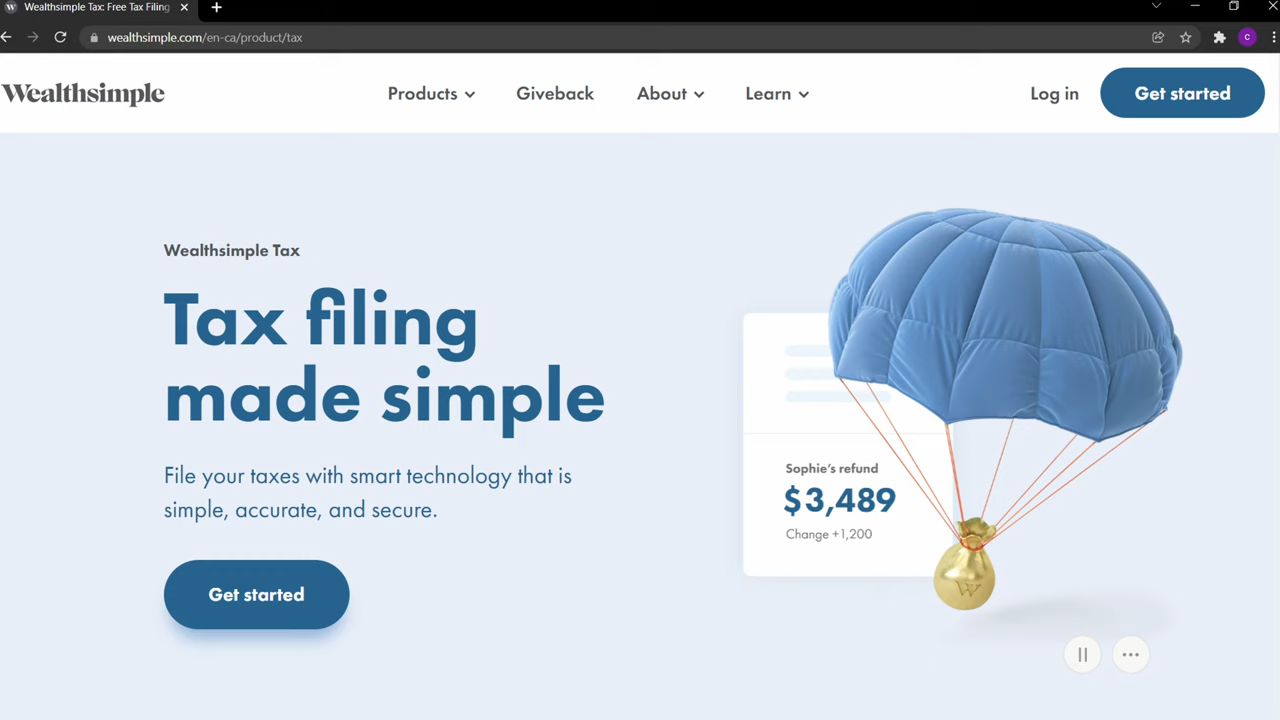 Wealthsimple Tax: Free Tax Filing
wealthsimple.com/en-ca/product/tax
C
Wealthsimple
Products
Giveback
About
Learn
Log in
Get started
Wealthsimple Tax
Tax filing
made simple
File your taxes with smart technology that is
simple, accurate, and secure.
Get started
Sophie's refund
$3,489
Change +1,200
W